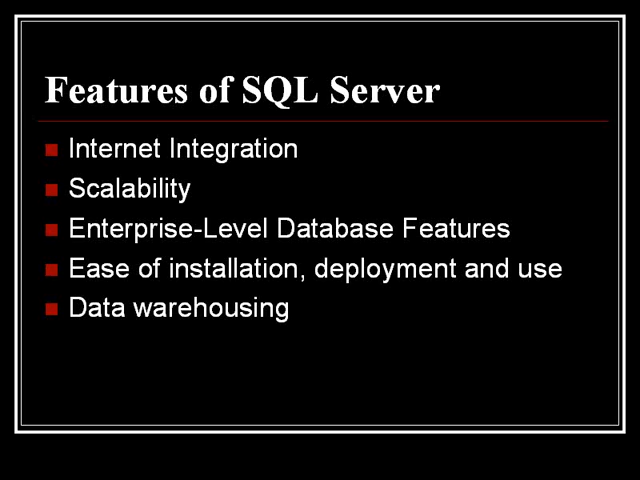 Features of SQL Server
Internet Integration
Scalability
Enterprise-Level Database Features
Ease of installation, deployment and use
Data warehousing